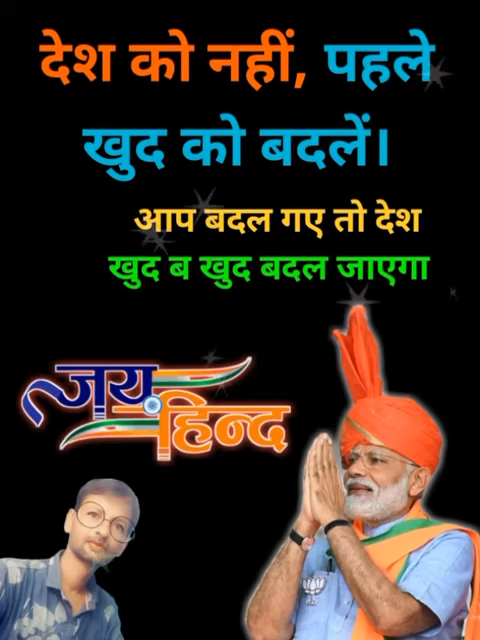 देश को नहीं, पहले
खुद को बदलें।
आप बदल गए तो देश
खुद ब खुद बदल जाएगा
जय
हिन्द